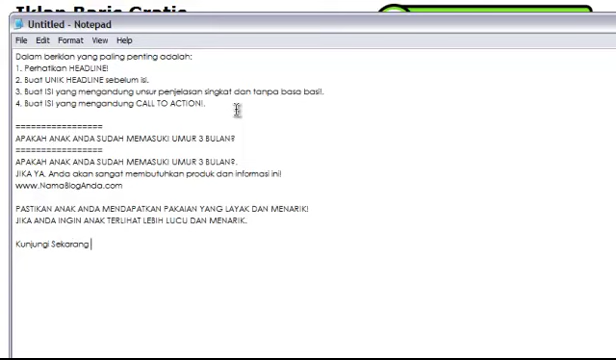 Iklan Baris Gratis
Untitled - Notepad
File Edit Format View Help
Dalam beriklan yang paling penting adalah:
1. Perhatikan HEADLINE!
2. Buat UNIK HEADLINE sebelum isi.
3. Buat ISI yang mengandung unsur penjelasan singkat dan tanpa basa basi.
4. Buat ISI yang mengandung CALL TO ACTION!.
=================
APAKAH ANAK ANDA SUDAH MEMASUKI UMUR 3 BULAN?
=================
APAKAH ANAK ANDA SUDAH MEMASUKI UMUR 3 BULAN?.
JIKA YA, Anda akan sangat membutuhkan produk dan informasi ini!
www.NamaBlogAnda.com
PASTIKAN ANAK ANDA MENDAPATKAN PAKAIAN YANG LAYAK DAN MENARIK!
JIKA ANDA INGIN ANAK TERLIHAT LEBIH LUCU DAN MENARIK.
Kunjungi Sekarang